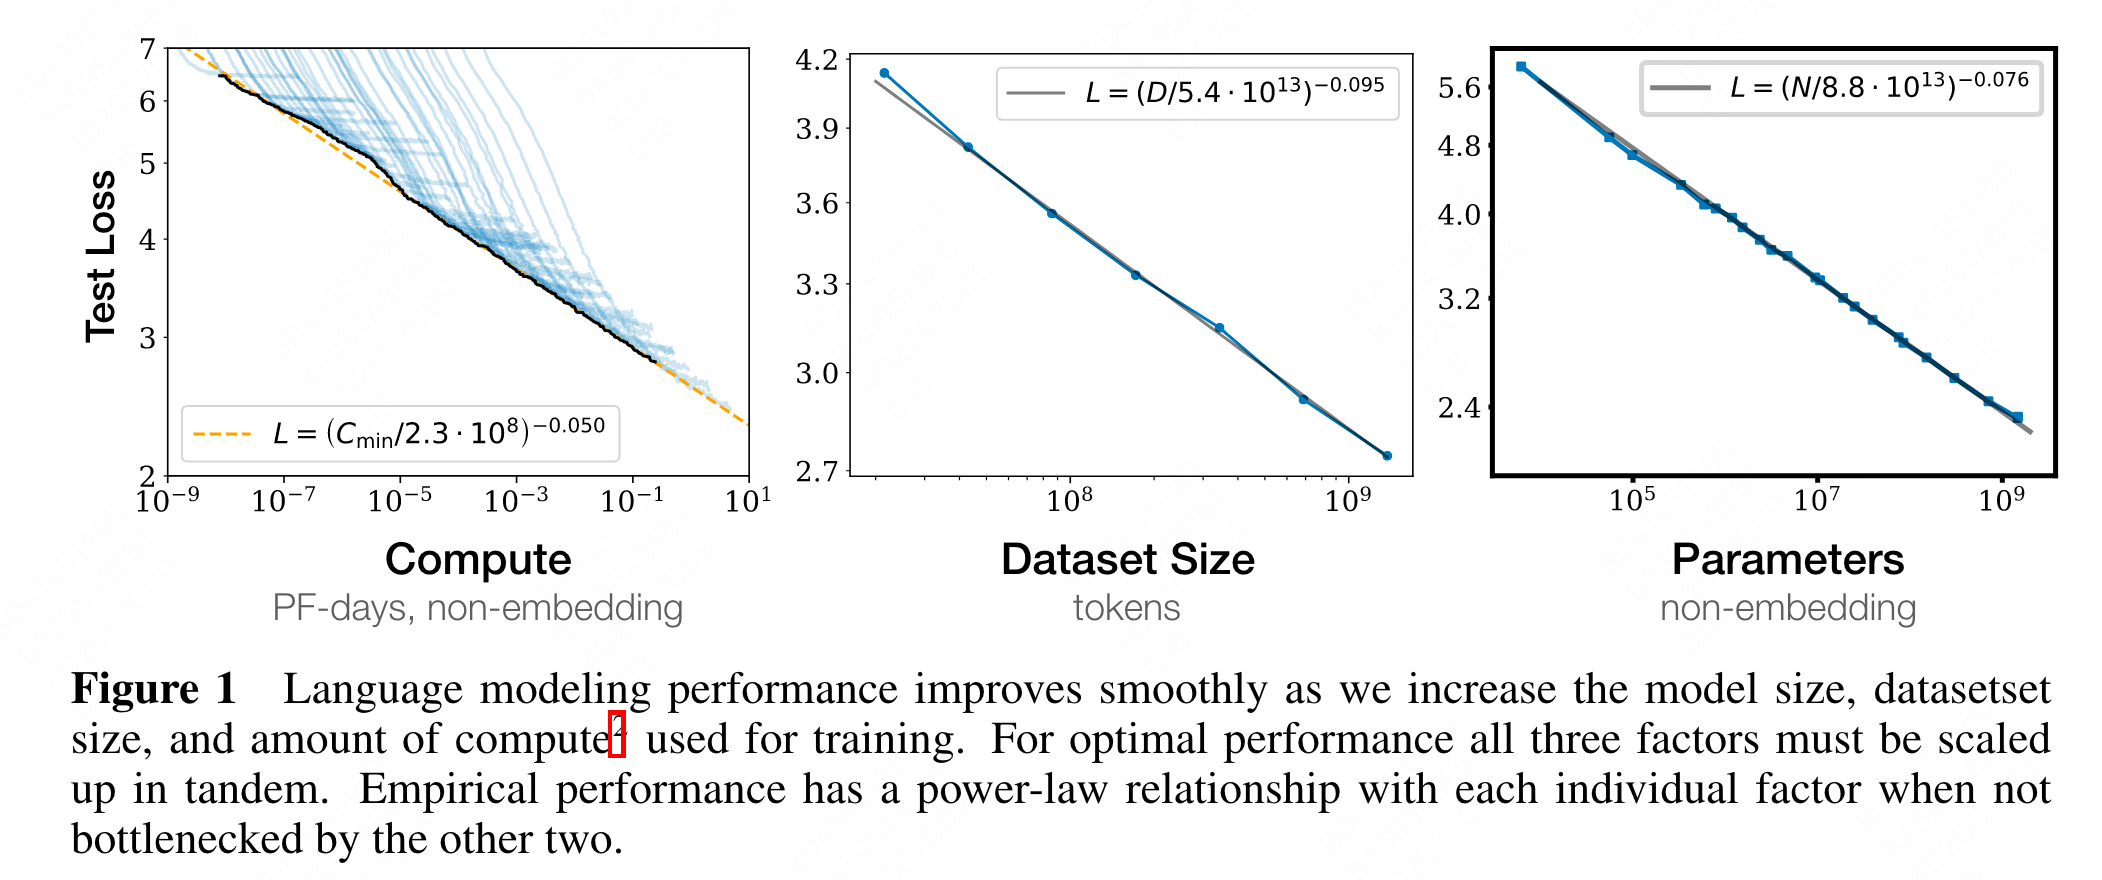 7
6
5
4
3
2
Test Loss
L = (C_min/2.3 · 10^8)^−0.050
10^−9 10^−7 10^−5 10^−3 10^−1 10^1
Compute
PF-days, non-embedding
4.2
3.9
3.6
3.3
3.0
2.7
L = (D/5.4 · 10^13)^−0.095
10^8 10^9
Dataset Size
tokens
5.6
4.8
4.0
3.2
2.4
L = (N/8.8 · 10^13)^−0.076
10^5 10^7 10^9
Parameters
non-embedding
Figure 1 Language modeling performance improves smoothly as we increase the model size, datasetset
size, and amount of compute^2 used for training. For optimal performance all three factors must be scaled
up in tandem. Empirical performance has a power-law relationship with each individual factor when not
bottlenecked by the other two.